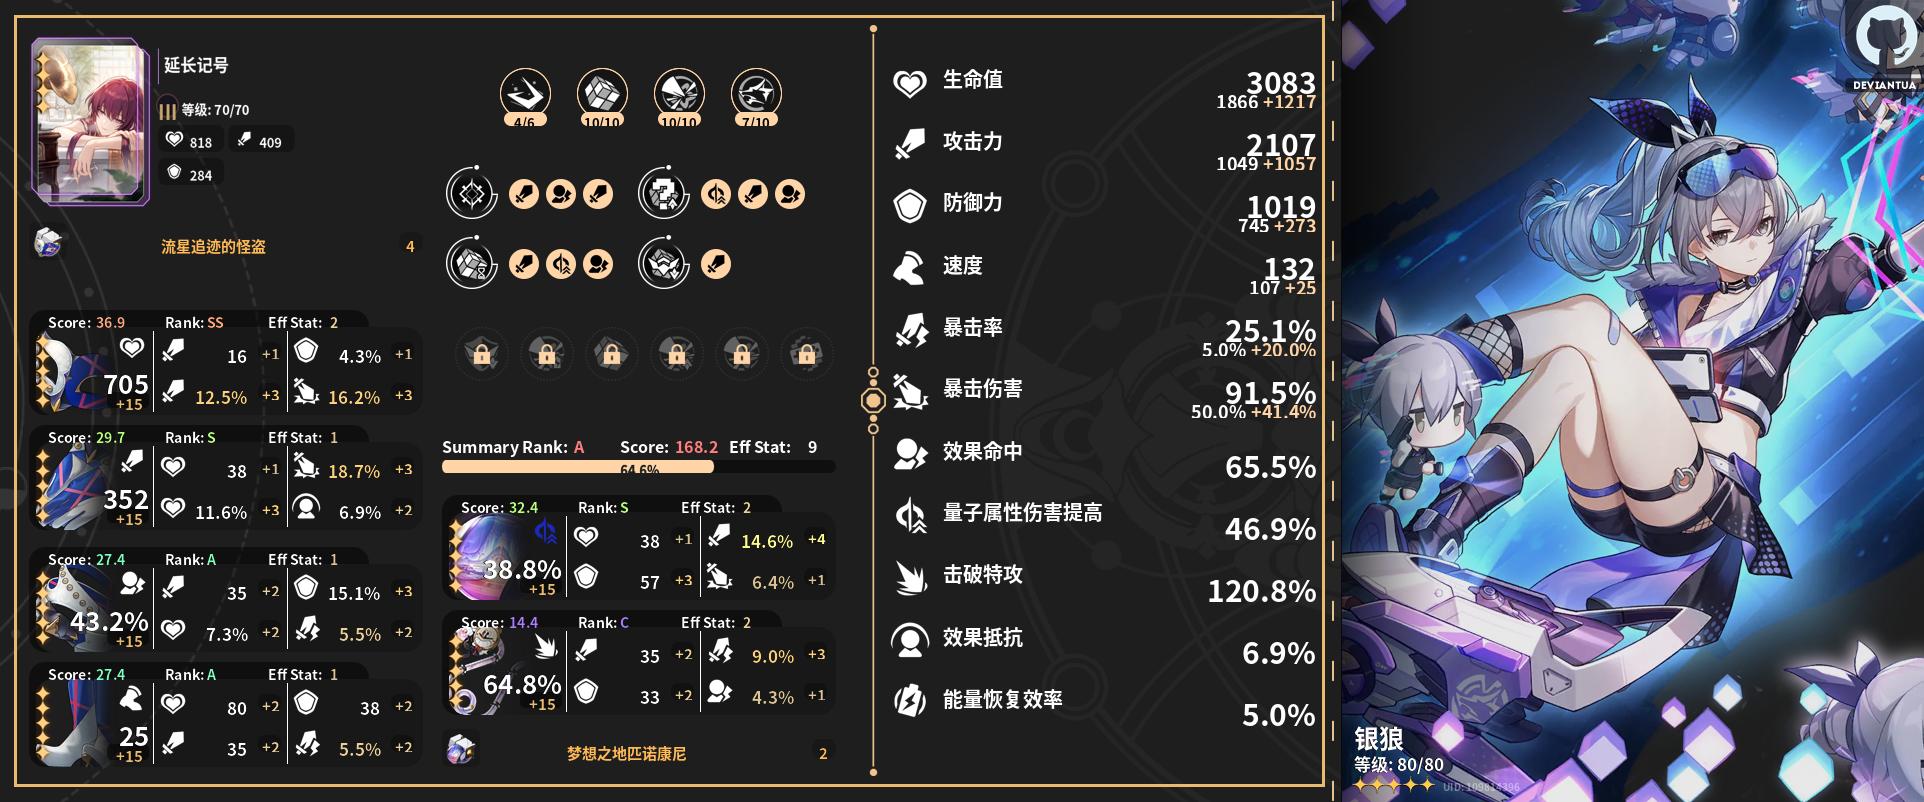 延长记号
等级: 70/70
818
409
284
流星追迹的怪盗
4
Score: 36.9 Rank: SS Eff Stat: 2
705
+15
16 +1
4.3% +1
12.5% +3
16.2% +3
Score: 29.7 Rank: S Eff Stat: 1
352
+15
38 +1
18.7% +3
11.6% +3
6.9% +2
Score: 27.4 Rank: A Eff Stat: 1
43.2%
+15
35 +2
15.1% +3
7.3% +2
5.5% +2
Score: 27.4 Rank: A Eff Stat: 1
25
+15
80 +2
38 +2
35 +2
5.5% +2
4/6
10/10
10/10
7/10
Summary Rank: A Score: 168.2 Eff Stat: 9
64.6%
Score: 32.4 Rank: S Eff Stat: 2
38.8%
+15
38 +1
14.6% +4
57 +3
6.4% +1
Score: 14.4 Rank: C Eff Stat: 2
64.8%
+15
35 +2
9.0% +3
33 +2
4.3% +1
梦想之地匹诺康尼
2
生命值 3083
1866 +1217
攻击力 2107
1049 +1057
防御力 1019
745 +273
速度 132
107 +25
暴击率 25.1%
5.0% +20.0%
暴击伤害 91.5%
50.0% +41.4%
效果命中 65.5%
量子属性伤害提高 46.9%
击破特攻 120.8%
效果抵抗 6.9%
能量恢复效率 5.0%
DEVIANTUA
银狼
等级: 80/80
UID: 109814396